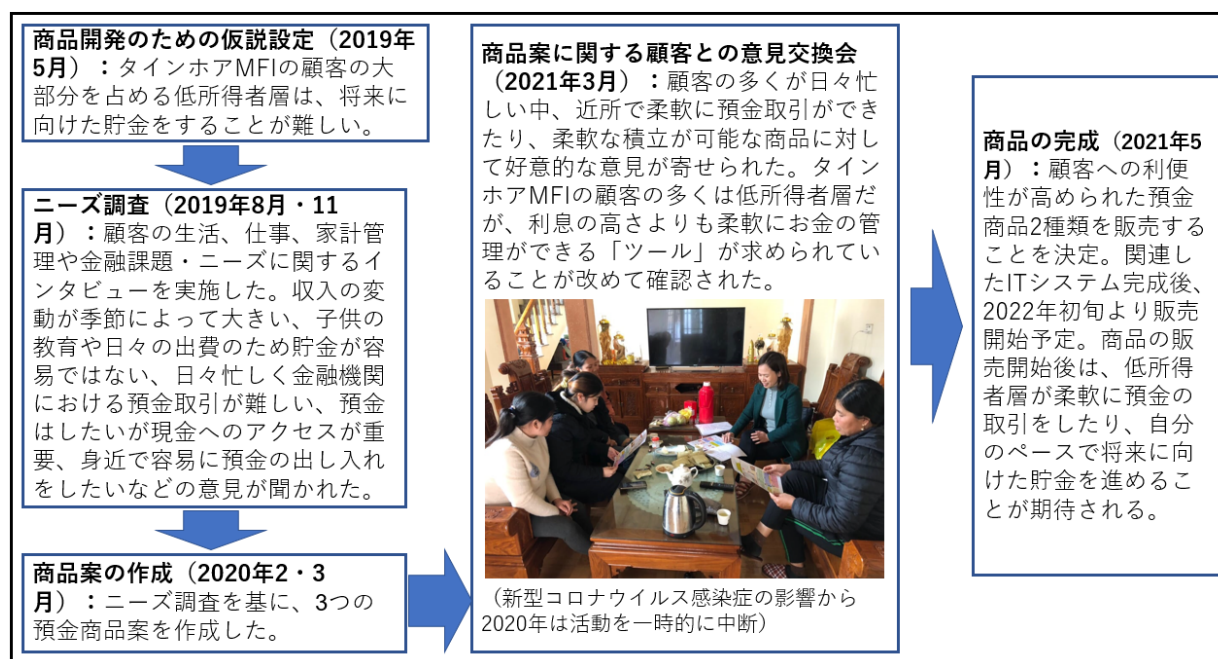 商品開発のための仮説設定（2019年
5月）：タインホアMFIの顧客の大
部分を占める低所得者層は、将来に
向けた貯金をすることが難しい。
ニーズ調査（2019年8月・11
月）：顧客の生活、仕事、家計管
理や金融課題・ニーズに関するイ
ンタビューを実施した。収入の変
動が季節によって大きい、子供の
教育や日々の出費のため貯金が容
易ではない、日々忙しく金融機関
における預金取引が難しい、預金
はしたいが現金へのアクセスが重
要、身近で容易に預金の出し入れ
をしたいなどの意見が聞かれた。
商品案の作成（2020年2・3
月）：ニーズ調査を基に、3つの
預金商品案を作成した。
商品案に関する顧客との意見交換会
（2021年3月）：顧客の多くが日々忙
しい中、近所で柔軟に預金取引ができ
たり、柔軟な積立が可能な商品に対し
て好意的な意見が寄せられた。タイン
ホアMFIの顧客の多くは低所得者層だ
が、利息の高さよりも柔軟にお金の管
理ができる「ツール」が求められてい
ることが改めて確認された。
（新型コロナウイルス感染症の影響から
2020年は活動を一時的に中断）
商品の完成（2021年5
月）：顧客への利便
性が高められた預金
商品2種類を販売する
ことを決定。関連し
たITシステム完成後、
2022年初旬より販売
開始予定。商品の販
売開始後は、低所得
者層が柔軟に預金の
取引をしたり、自分
のペースで将来に向
けた貯金を進めるこ
とが期待される。